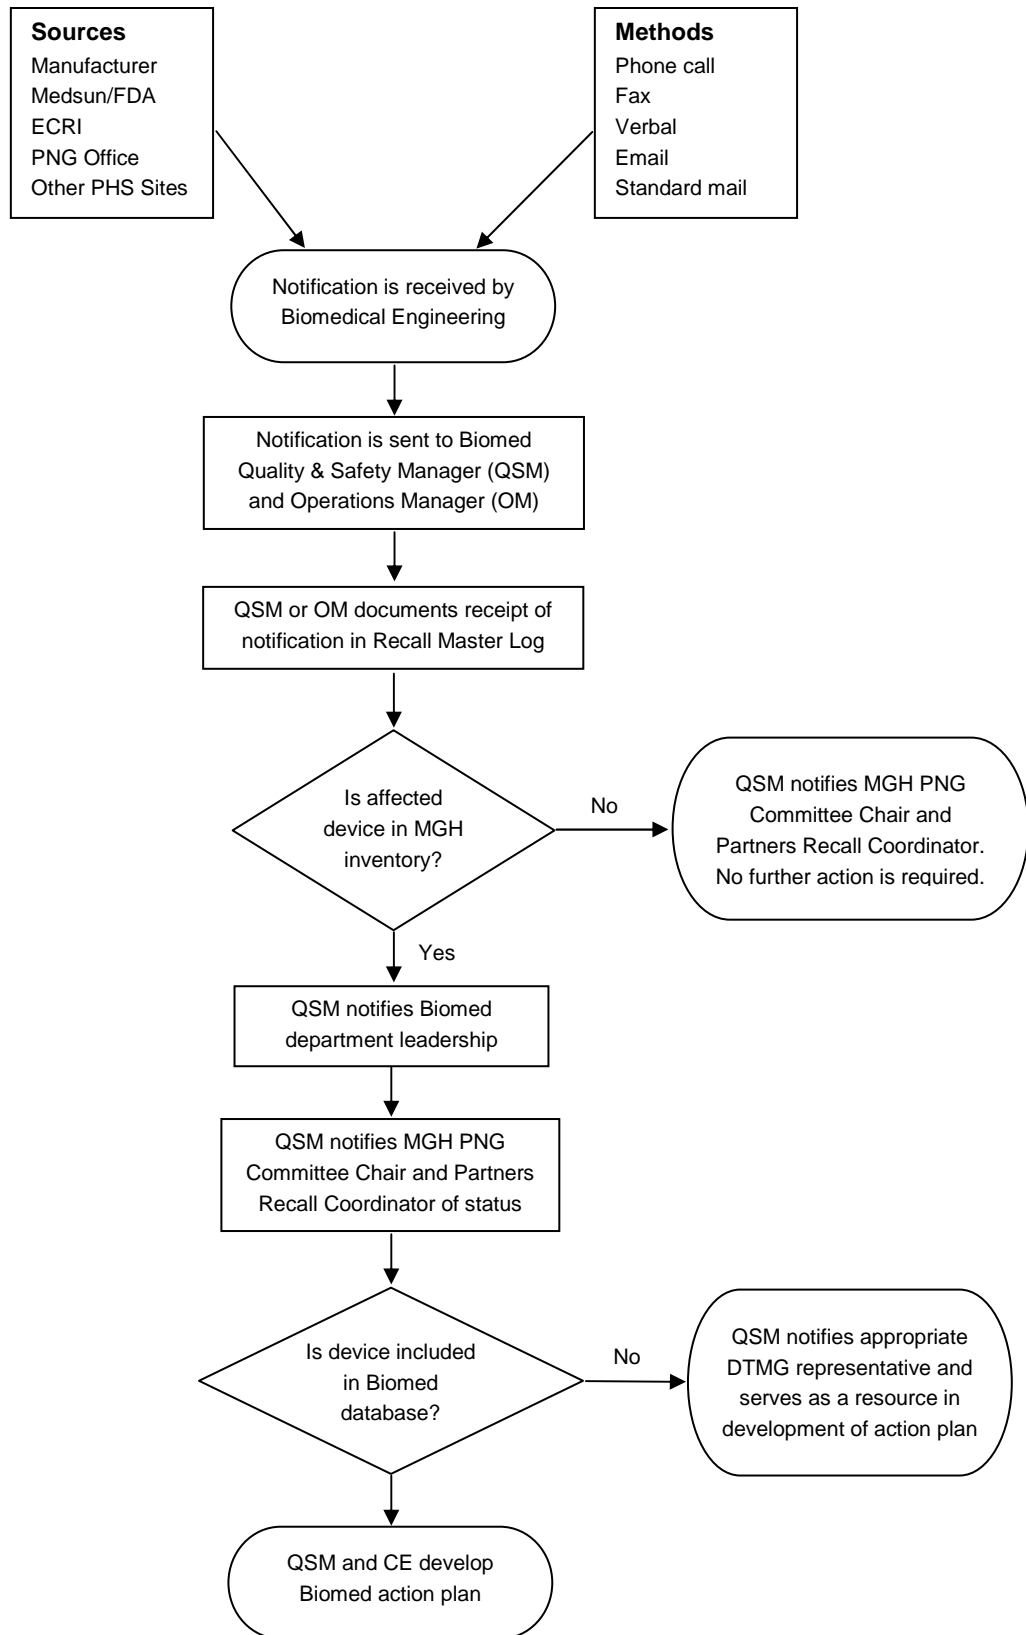 Sources
Manufacturer
Medsun/FDA
ECRI
PNG Office
Other PHS Sites
Methods
Phone call
Fax
Verbal
Email
Standard mail
Notification is received by
Biomedical Engineering
Notification is sent to Biomed
Quality & Safety Manager (QSM)
and Operations Manager (OM)
QSM or OM documents receipt of
notification in Recall Master Log
Is affected
device in MGH
inventory?
No
QSM notifies MGH PNG
Committee Chair and
Partners Recall Coordinator.
No further action is required.
Yes
QSM notifies Biomed
department leadership
QSM notifies MGH PNG
Committee Chair and Partners
Recall Coordinator of status
Is device included
in Biomed
database?
No
QSM notifies appropriate
DTMG representative and
serves as a resource in
development of action plan
QSM and CE develop
Biomed action plan